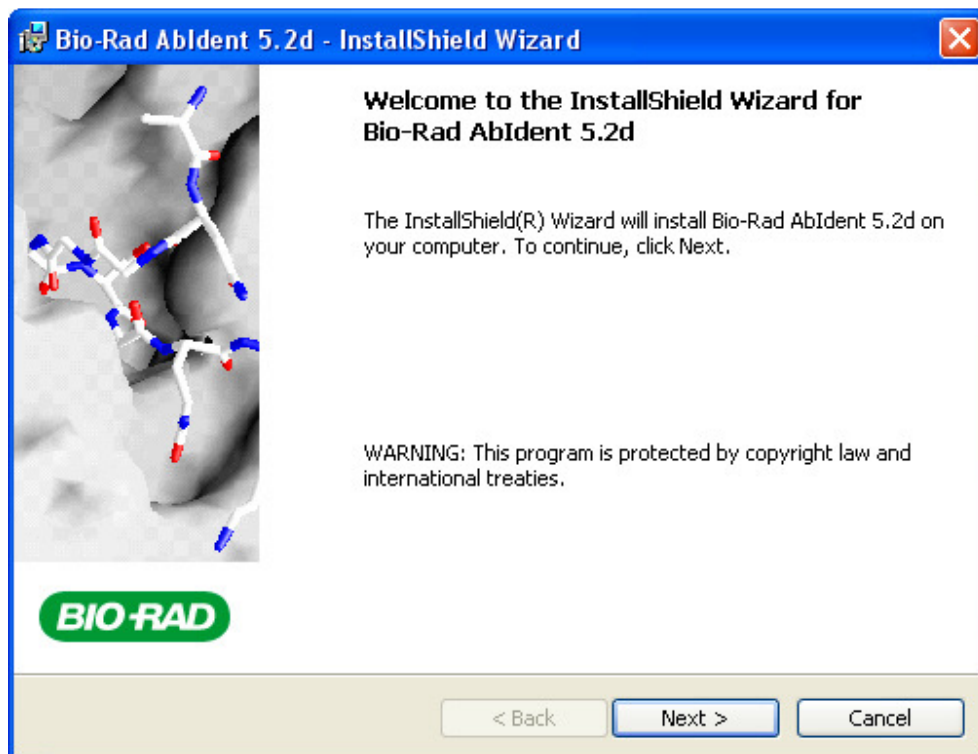 Bio-Rad AbIdent 5.2d - InstallShield Wizard
Welcome to the InstallShield Wizard for
Bio-Rad AbIdent 5.2d
The InstallShield(R) Wizard will install Bio-Rad AbIdent 5.2d on
your computer. To continue, click Next.
WARNING: This program is protected by copyright law and
international treaties.
BIO-RAD
< Back
Next >
Cancel